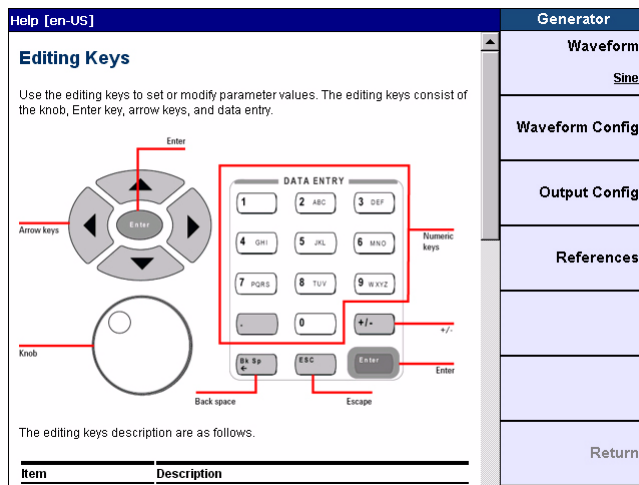 Help [en-US]
Editing Keys
Use the editing keys to set or modify parameter values. The editing keys consist of
the knob, Enter key, arrow keys, and data entry.
Enter
Arrow keys
Enter
Knob
DATA ENTRY
1
2 ABC
3 DEF
4 GHI
5 JKL
6 MNO
7 PQRS
8 TUV
9 WXYZ
.
0
+/-
Bk Sp
←
ESC
Enter
Numeric
keys
+/-
Enter
Back space
Escape
The editing keys description are as follows.
Item Description
Generator
Waveform
Sine
Waveform Config
Output Config
References
Return